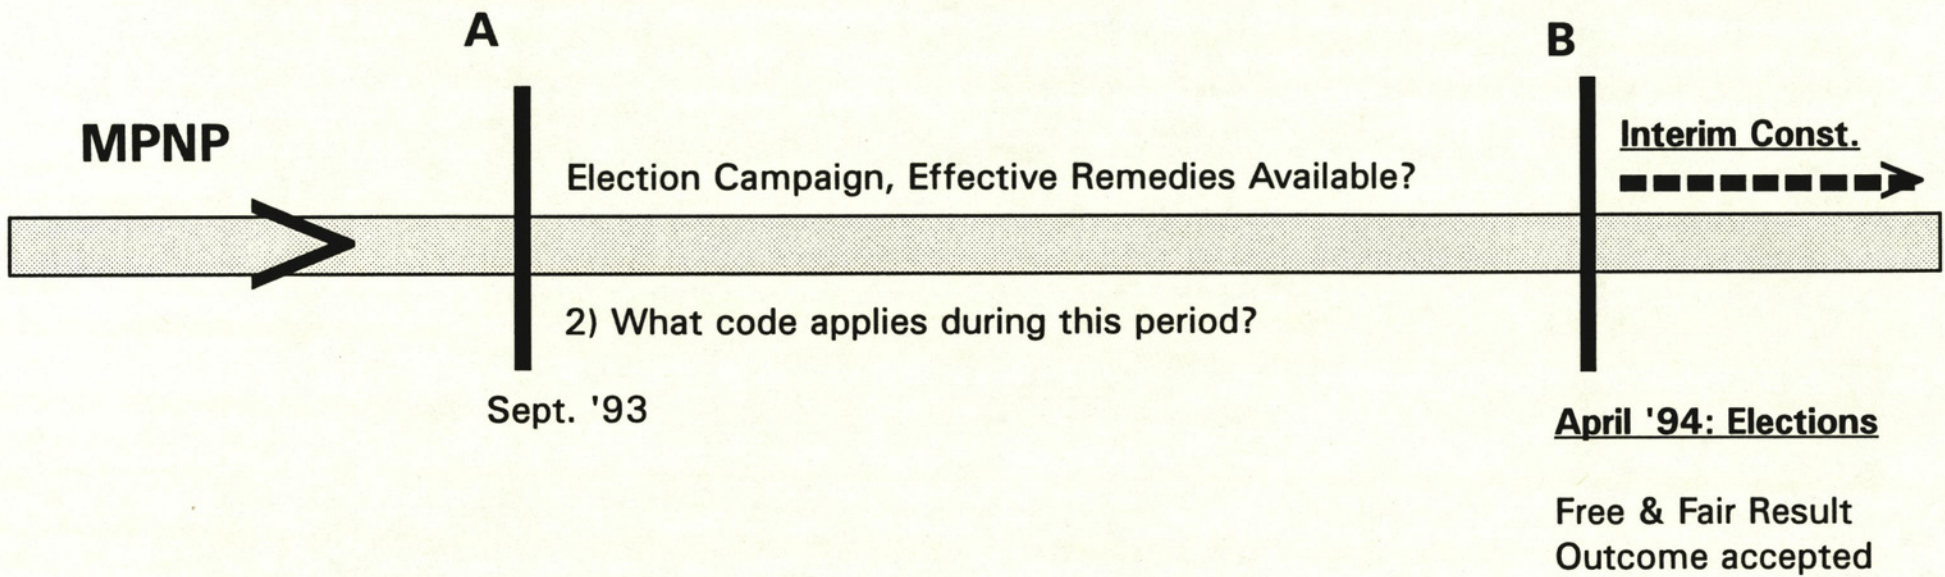 A
B
MPNP
Interim Const.
Election Campaign, Effective Remedies Available?
2) What code applies during this period?
Sept. '93
April '94: Elections
Free & Fair Result
Outcome accepted